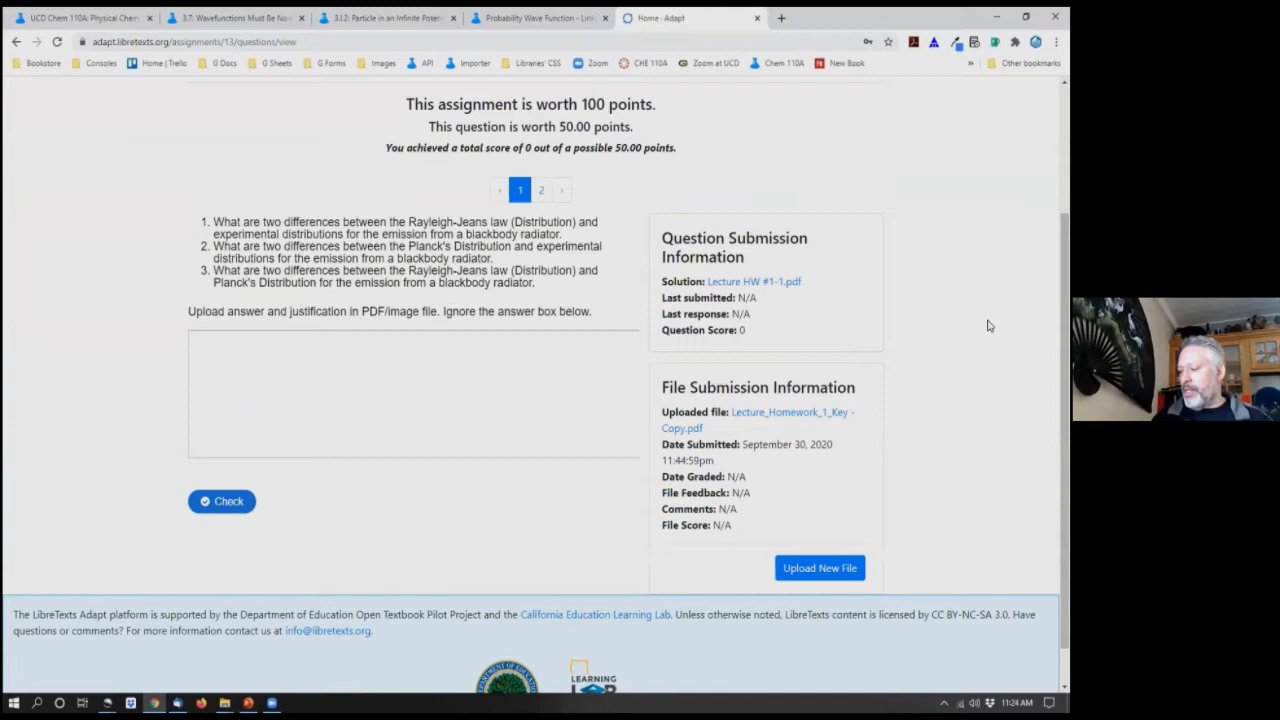 UCD Chem 110A: Physical Chem
3.7: Wavefunctions Must Be Nor
3.1.2: Particle in an Infinite Poten
Probability Wave Function - Lim
Home - Adapt
adapt.libretexts.org/assignments/13/questions/view
Bookstore
Consoles
Home | Trello
G Docs
G Sheets
G Forms
Images
API
Importer
Libraries' CSS
Zoom
CHE 110A
Zoom at UCD
Chem 110A
New Book
»
Other bookmarks
This assignment is worth 100 points.
This question is worth 50.00 points.
You achieved a total score of 0 out of a possible 50.00 points.
‹ 1 2 ›
1. What are two differences between the Rayleigh-Jeans law (Distribution) and
experimental distributions for the emission from a blackbody radiator.
2. What are two differences between the Planck's Distribution and experimental
distributions for the emission from a blackbody radiator.
3. What are two differences between the Rayleigh-Jeans law (Distribution) and
Planck's Distribution for the emission from a blackbody radiator.
Upload answer and justification in PDF/image file. Ignore the answer box below.
Check
Question Submission
Information
Solution: Lecture HW #1-1.pdf
Last submitted: N/A
Last response: N/A
Question Score: 0
File Submission Information
Uploaded file: Lecture_Homework_1_Key -
Copy.pdf
Date Submitted: September 30, 2020
11:44:59pm
Date Graded: N/A
File Feedback: N/A
Comments: N/A
File Score: N/A
Upload New File
The LibreTexts Adapt platform is supported by the Department of Education Open Textbook Pilot Project and the California Education Learning Lab. Unless otherwise noted, LibreTexts content is licensed by CC BY-NC-SA 3.0. Have
questions or comments? For more information contact us at info@libretexts.org.
LEARNING
11:24 AM